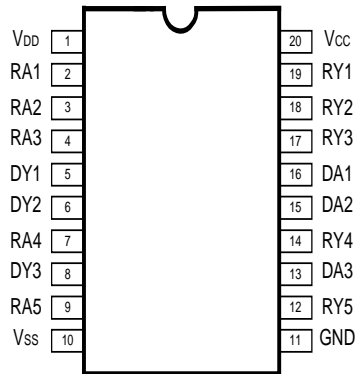 VDD 1 20 VCC
RA1 2 19 RY1
RA2 3 18 RY2
RA3 4 17 RY3
DY1 5 16 DA1
DY2 6 15 DA2
RA4 7 14 RY4
DY3 8 13 DA3
RA5 9 12 RY5
VSS 10 11 GND